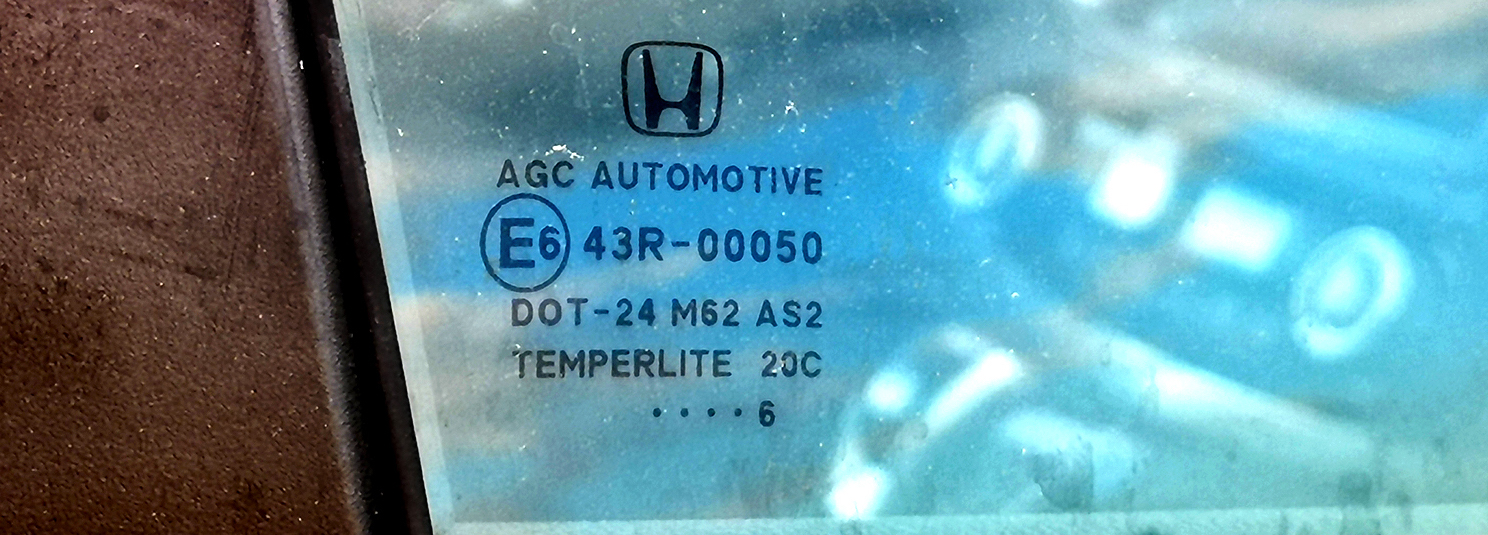 AGC AUTOMOTIVE
E6 43R-00050
DOT-24 M62 AS2
TEMPERLITE 20C
····6